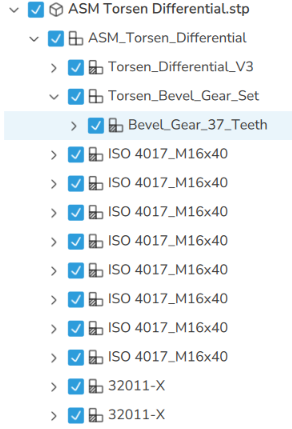 ASM Torsen Differential.stp
ASM_Torsen_Differential
Torsen_Differential_V3
Torsen_Bevel_Gear_Set
Bevel_Gear_37_Teeth
ISO 4017_M16x40
ISO 4017_M16x40
ISO 4017_M16x40
ISO 4017_M16x40
ISO 4017_M16x40
ISO 4017_M16x40
ISO 4017_M16x40
ISO 4017_M16x40
32011-X
32011-X